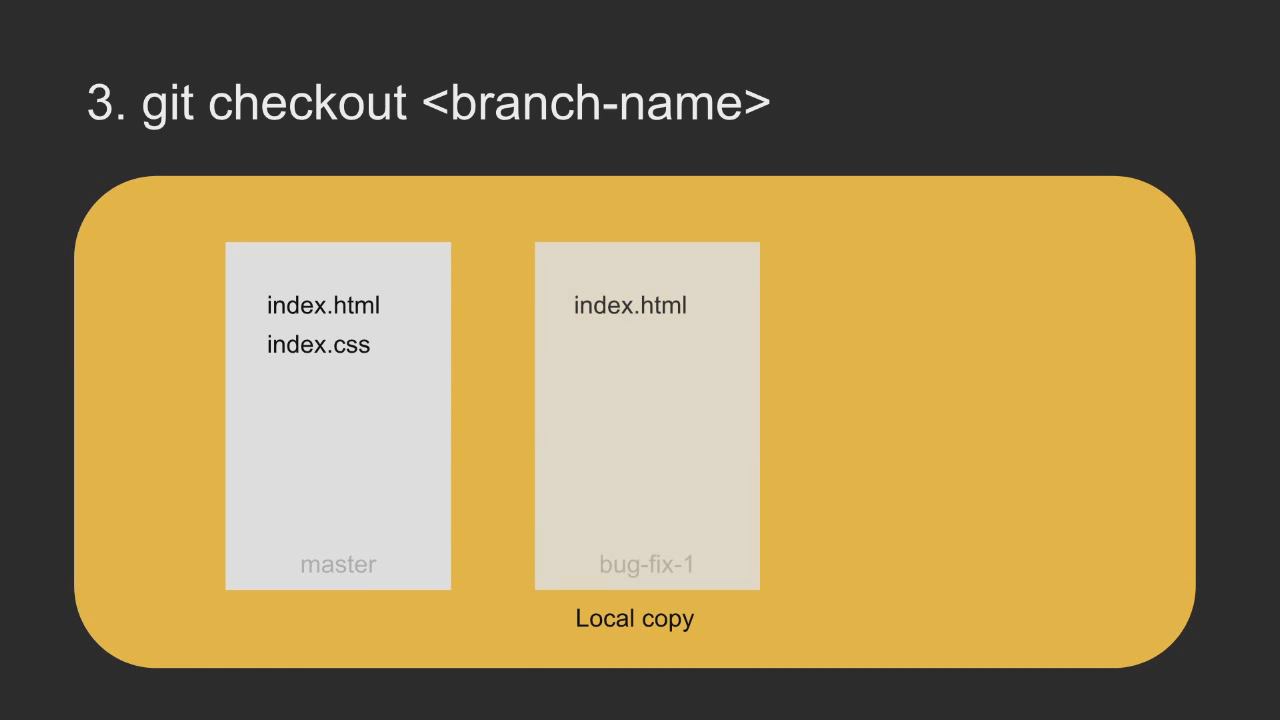 3. git checkout <branch-name>
index.html
index.css
master
index.html
bug-fix-1
Local copy